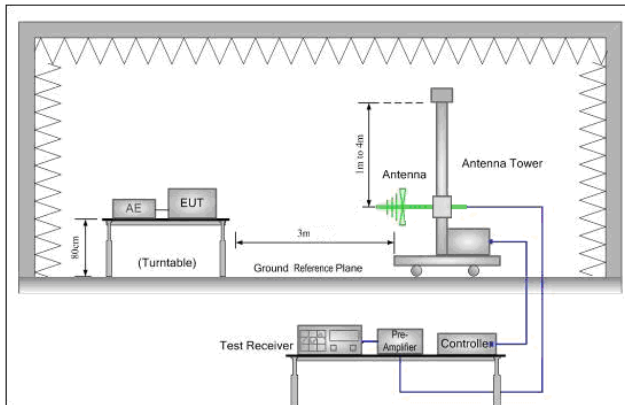 1m to 4m
Antenna
Antenna Tower
AE
EUT
80cm
(Turntable)
3m
Ground Reference Plane
Test Receiver
Pre-
Amplifier
Controller